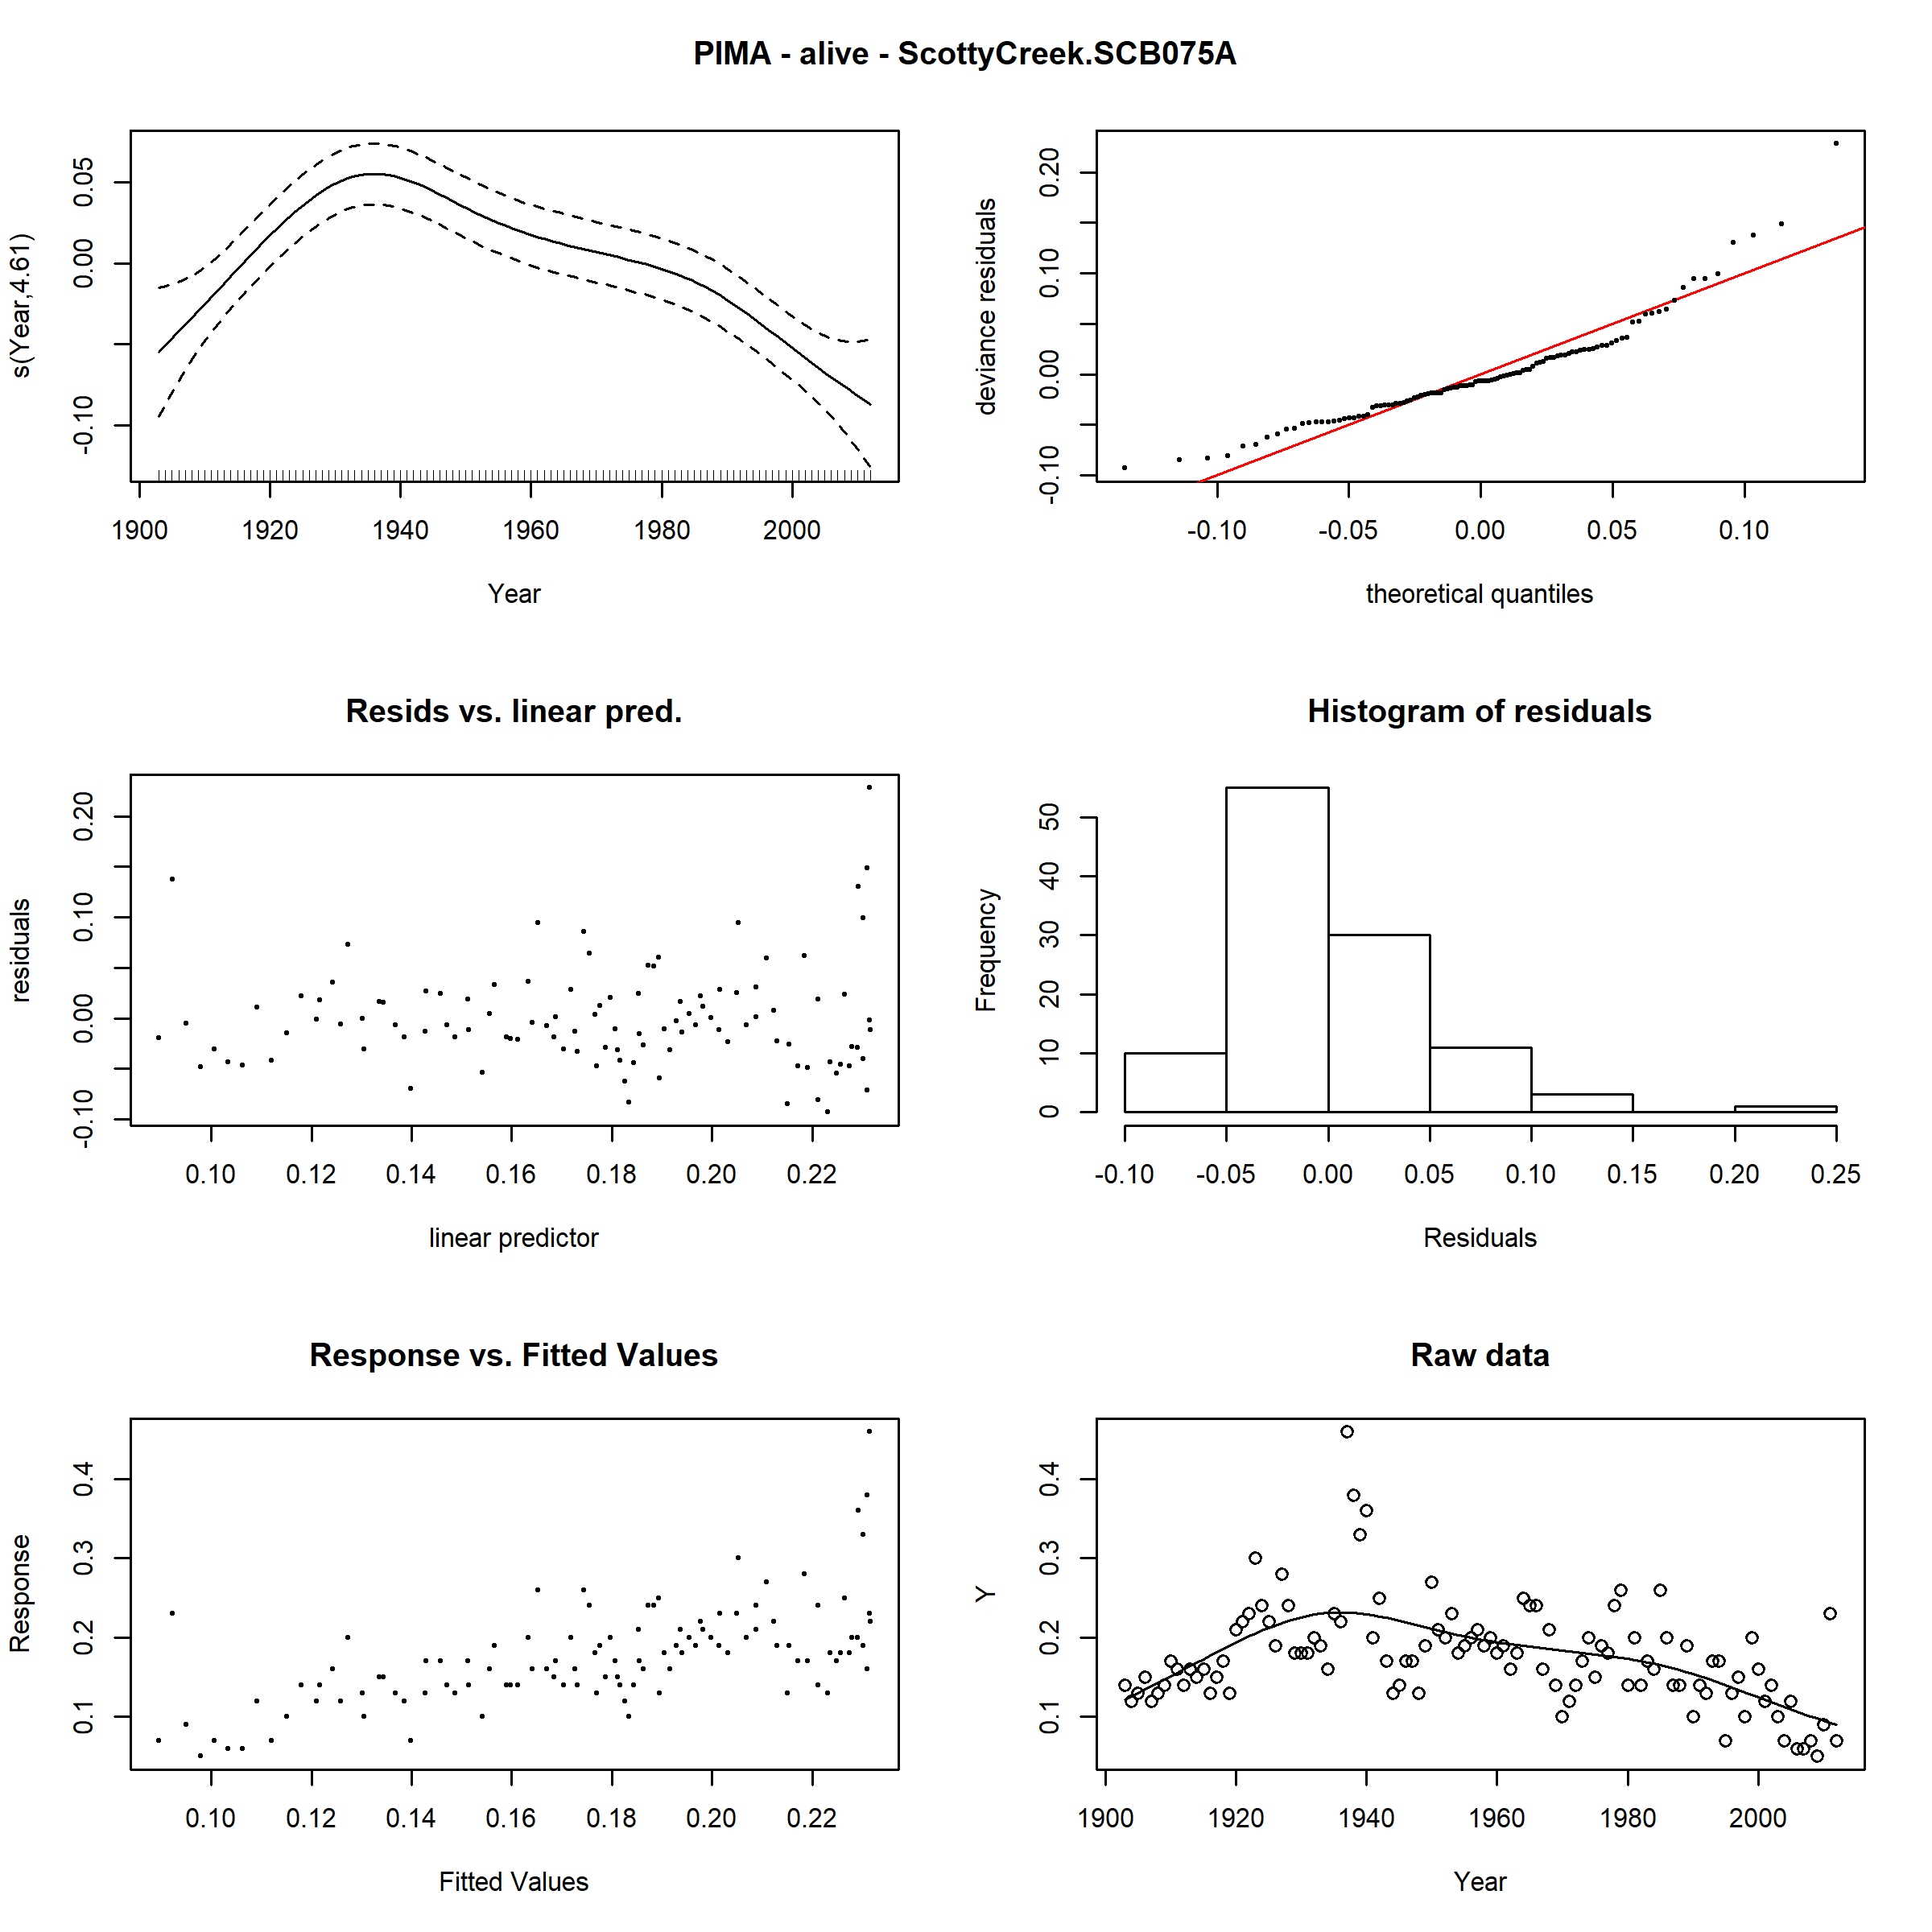 PIMA - alive - ScottyCreek.SCB075A
s(Year,4.61)
0.05
0.00
-0.10
1900 1920 1940 1960 1980 2000
Year
deviance residuals
0.20
0.10
0.00
-0.10
-0.10 -0.05 0.00 0.05 0.10
theoretical quantiles
Resids vs. linear pred.
residuals
0.20
0.10
0.00
-0.10
0.10 0.12 0.14 0.16 0.18 0.20 0.22
linear predictor
Histogram of residuals
Frequency
50
40
30
20
10
0
-0.10 -0.05 0.00 0.05 0.10 0.15 0.20 0.25
Residuals
Response vs. Fitted Values
Response
0.4
0.3
0.2
0.1
0.10 0.12 0.14 0.16 0.18 0.20 0.22
Fitted Values
Raw data
Y
0.4
0.3
0.2
0.1
1900 1920 1940 1960 1980 2000
Year